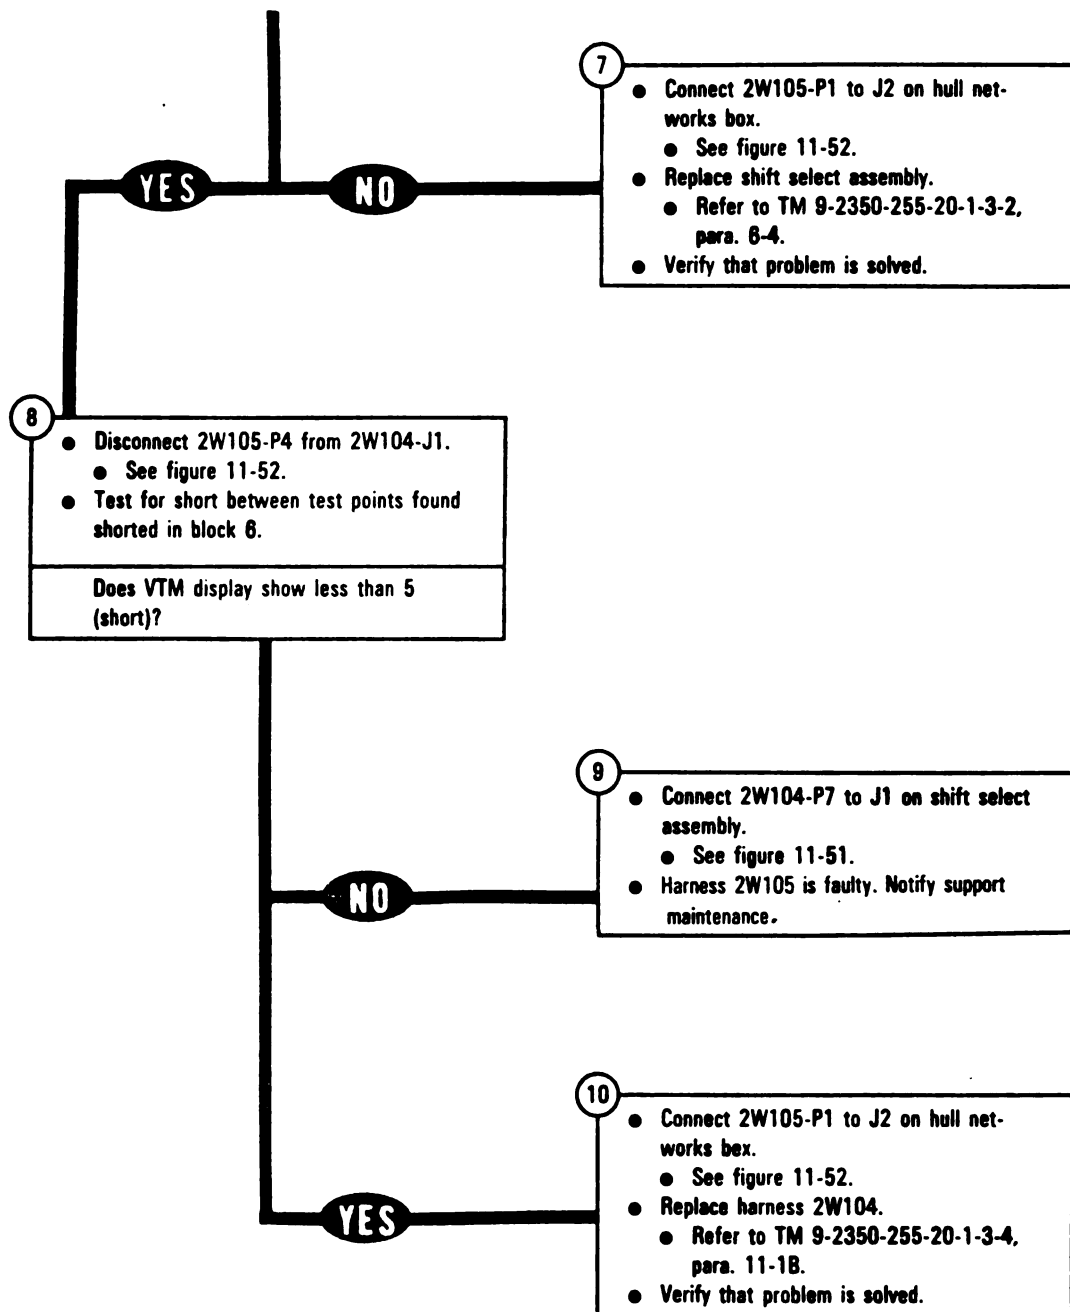 7
● Connect 2W105-P1 to J2 on hull net-
works box.
● See figure 11-52.
● Replace shift select assembly.
● Refer to TM 9-2350-255-20-1-3-2,
para. 6-4.
● Verify that problem is solved.
YES
NO
8
● Disconnect 2W105-P4 from 2W104-J1.
● See figure 11-52.
● Test for short between test points found
shorted in block 6.
Does VTM display show less than 5
(short)?
9
● Connect 2W104-P7 to J1 on shift select
assembly.
● See figure 11-51.
● Harness 2W105 is faulty. Notify support
maintenance.
NO
10
● Connect 2W105-P1 to J2 on hull net-
works bex.
● See figure 11-52.
● Replace harness 2W104.
● Refer to TM 9-2350-255-20-1-3-4,
para. 11-1B.
● Verify that problem is solved.
YES